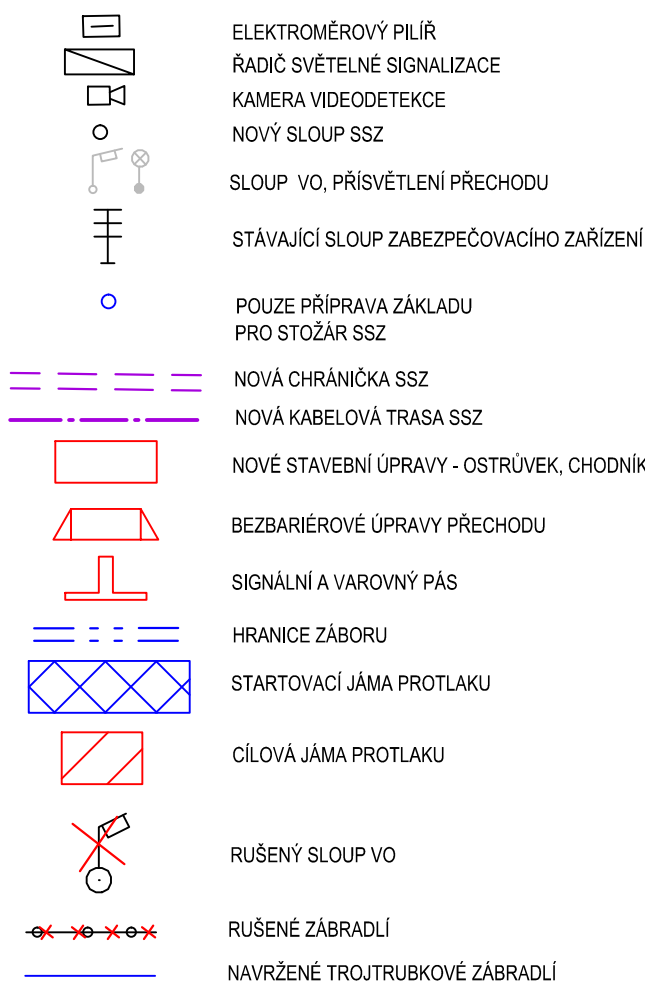 ELEKTROMĚROVÝ PILÍŘ
ŘADIČ SVĚTELNÉ SIGNALIZACE
KAMERA VIDEODETEKCE
NOVÝ SLOUP SSZ
SLOUP VO, PŘÍSVĚTLENÍ PŘECHODU
STÁVAJÍCÍ SLOUP ZABEZPEČOVACÍHO ZAŘÍZENÍ
POUZE PŘÍPRAVA ZÁKLADU
PRO STOŽÁR SSZ
NOVÁ CHRÁNIČKA SSZ
NOVÁ KABELOVÁ TRASA SSZ
NOVÉ STAVEBNÍ ÚPRAVY - OSTRŮVEK, CHODNÍK
BEZBARIÉROVÉ ÚPRAVY PŘECHODU
SIGNÁLNÍ A VAROVNÝ PÁS
HRANICE ZÁBORU
STARTOVACÍ JÁMA PROTLAKU
CÍLOVÁ JÁMA PROTLAKU
RUŠENÝ SLOUP VO
RUŠENÉ ZÁBRADLÍ
NAVRŽENÉ TROJTRUBKOVÉ ZÁBRADLÍ